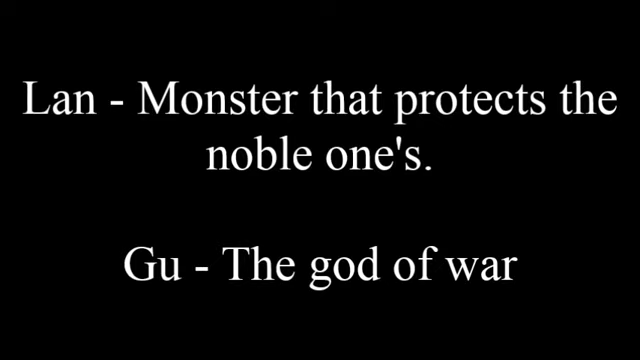 Lan - Monster that protects the
noble one's.
Gu - The god of war